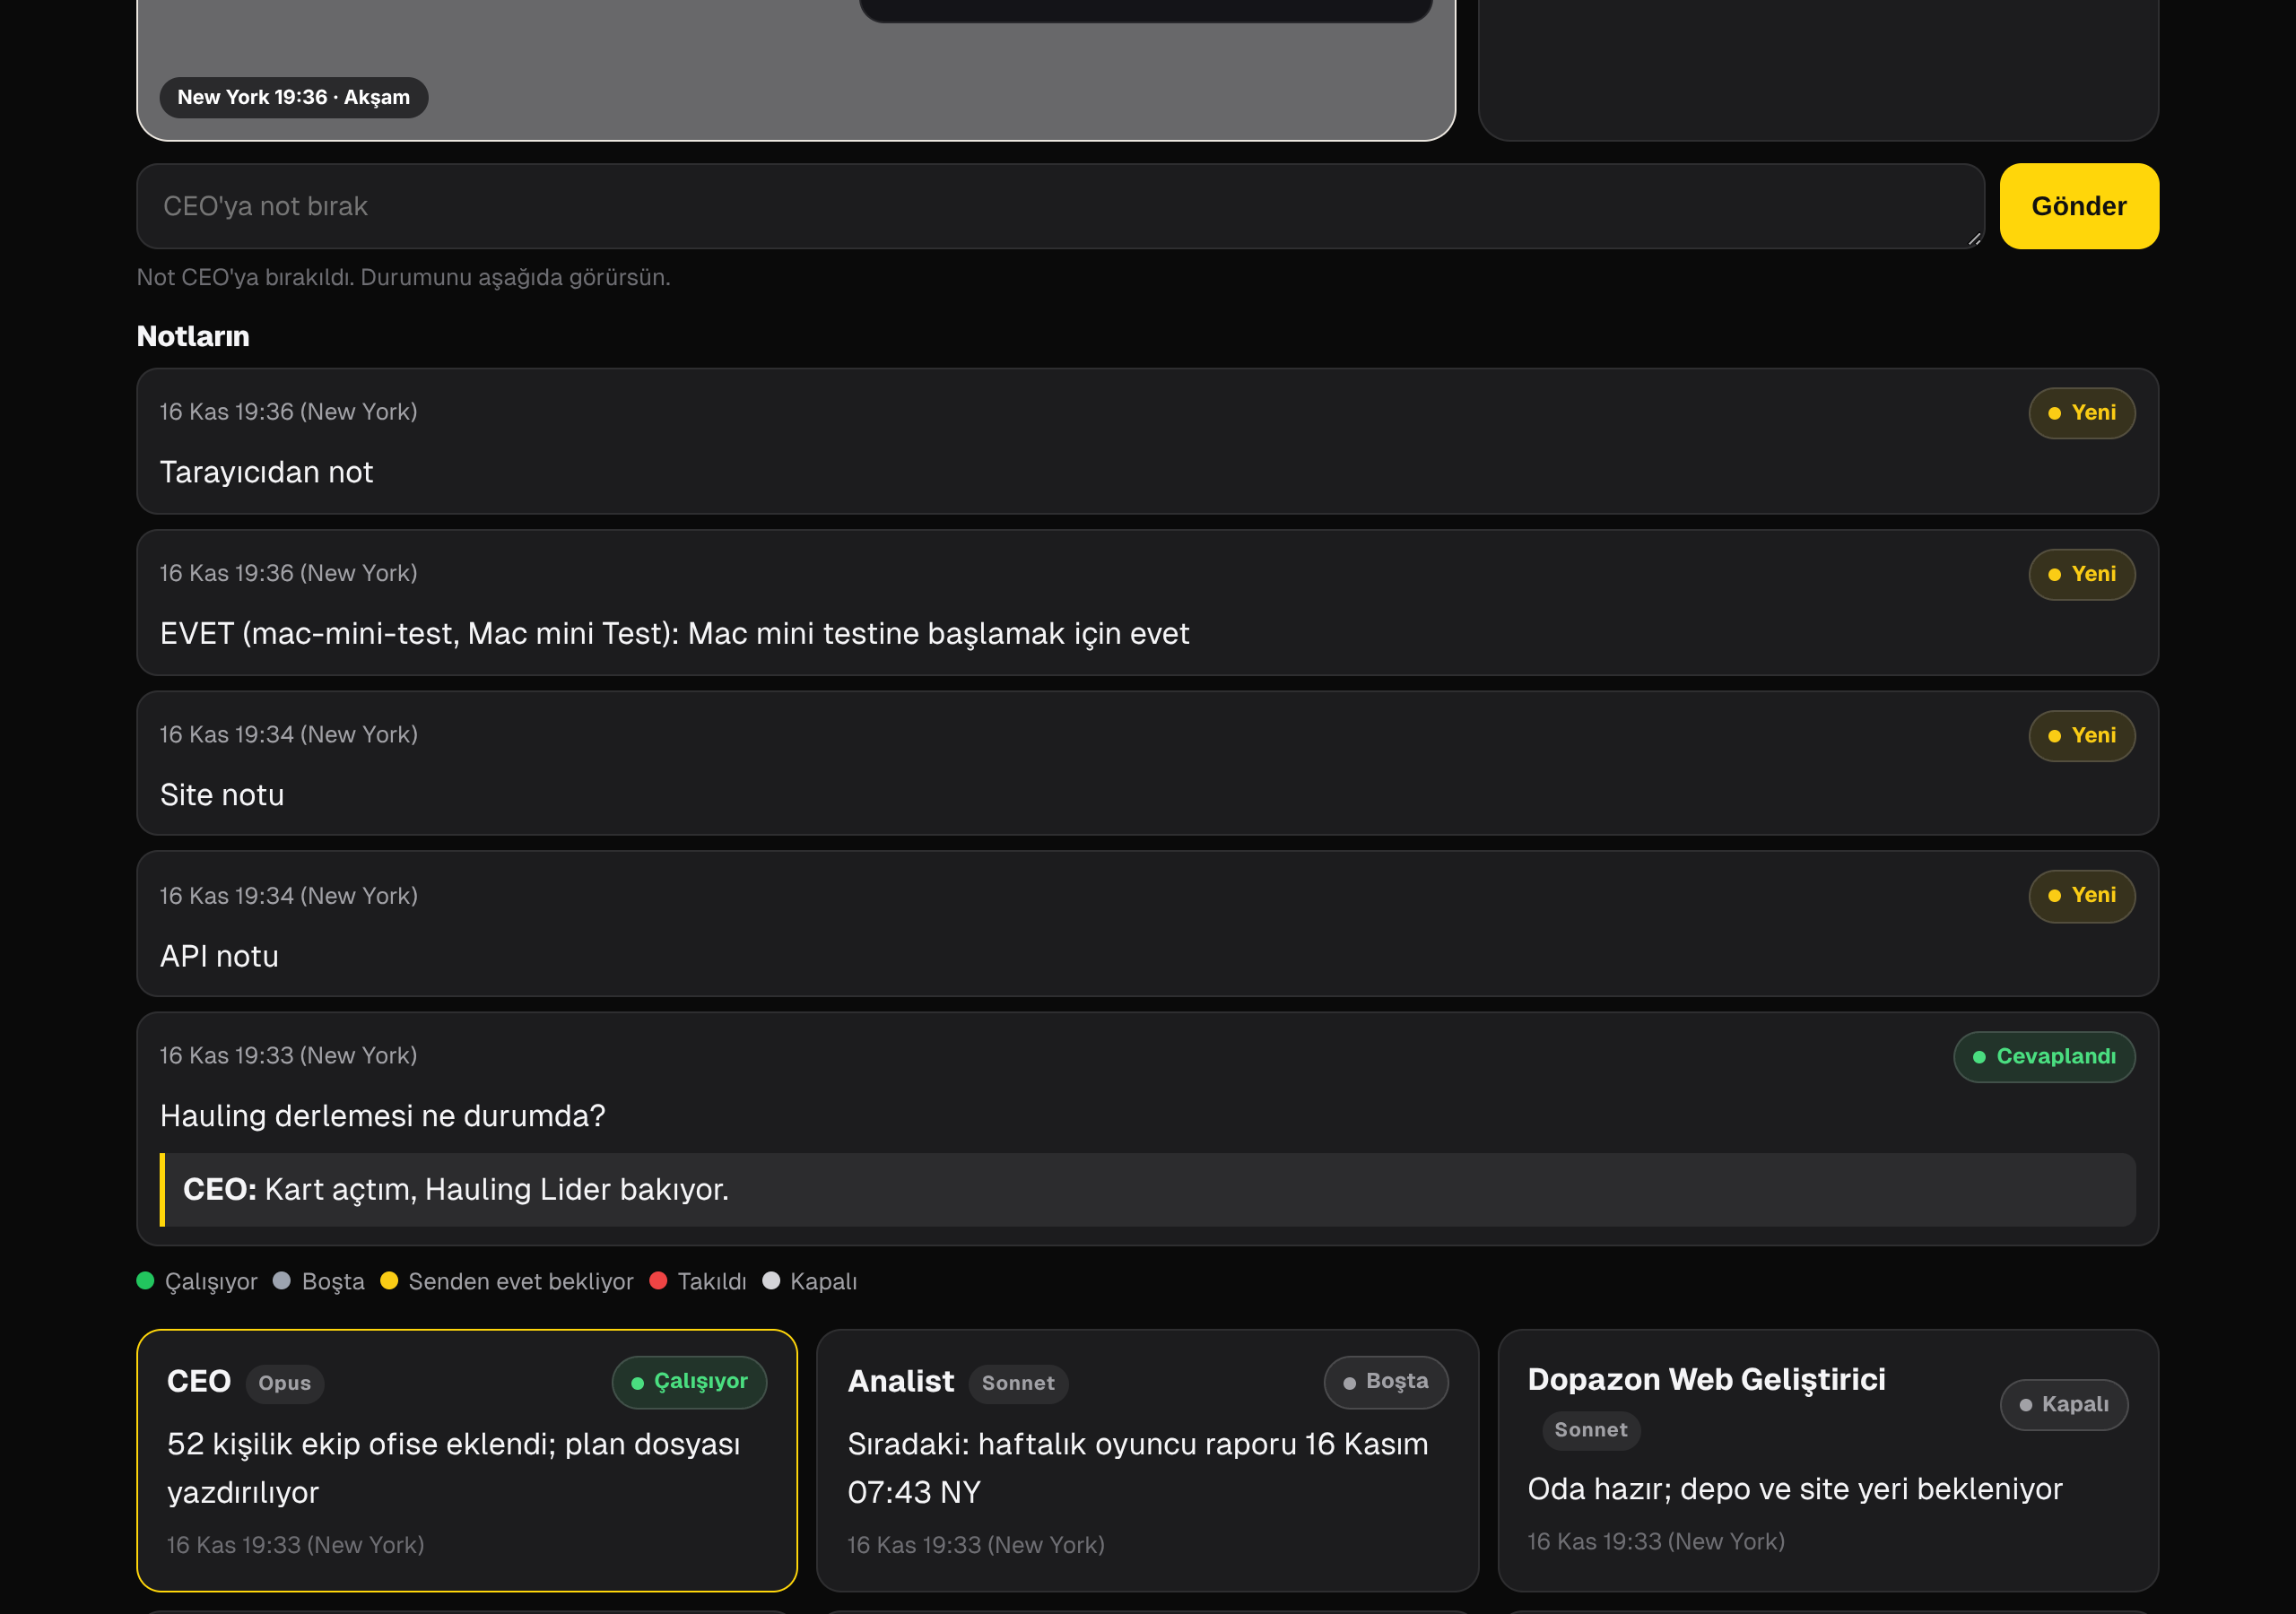 New York 19:36 · Akşam
CEO'ya not bırak
Gönder
Not CEO'ya bırakıldı. Durumunu aşağıda görürsün.
Notların
16 Kas 19:36 (New York)
Yeni
Tarayıcıdan not
16 Kas 19:36 (New York)
Yeni
EVET (mac-mini-test, Mac mini Test): Mac mini testine başlamak için evet
16 Kas 19:34 (New York)
Yeni
Site notu
16 Kas 19:34 (New York)
Yeni
API notu
16 Kas 19:33 (New York)
Cevaplandı
Hauling derlemesi ne durumda?
CEO: Kart açtım, Hauling Lider bakıyor.
Çalışıyor Boşta Senden evet bekliyor Takıldı Kapalı
CEO Opus
Çalışıyor
52 kişilik ekip ofise eklendi; plan dosyası
yazdırılıyor
16 Kas 19:33 (New York)
Analist Sonnet
Boşta
Sıradaki: haftalık oyuncu raporu 16 Kasım
07:43 NY
16 Kas 19:33 (New York)
Dopazon Web Geliştirici
Sonnet
Kapalı
Oda hazır; depo ve site yeri bekleniyor
16 Kas 19:33 (New York)